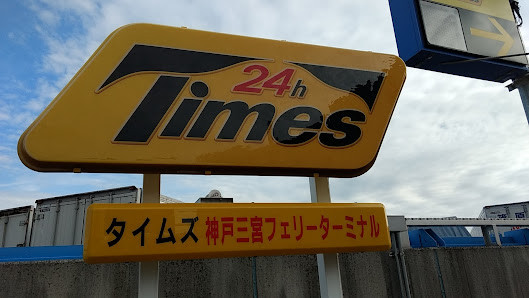 24h
Times
タイムズ 神戸三宮フェリーターミナル